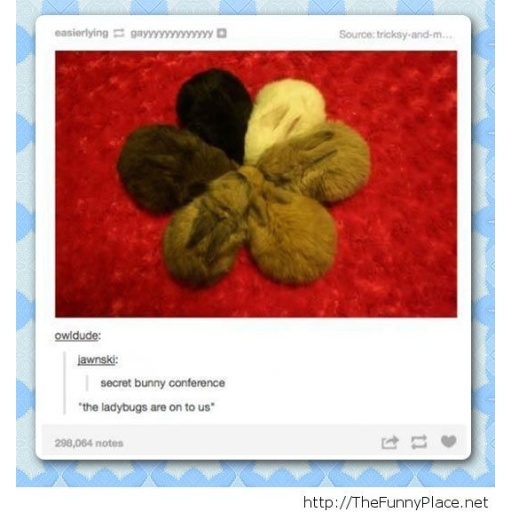 easierlying gayyyyyyyyyyyy Source: tricksy-and-m...
owldude:
jawnski:
secret bunny conference
"the ladybugs are on to us"
298,064 notes
http://TheFunnyPlace.net